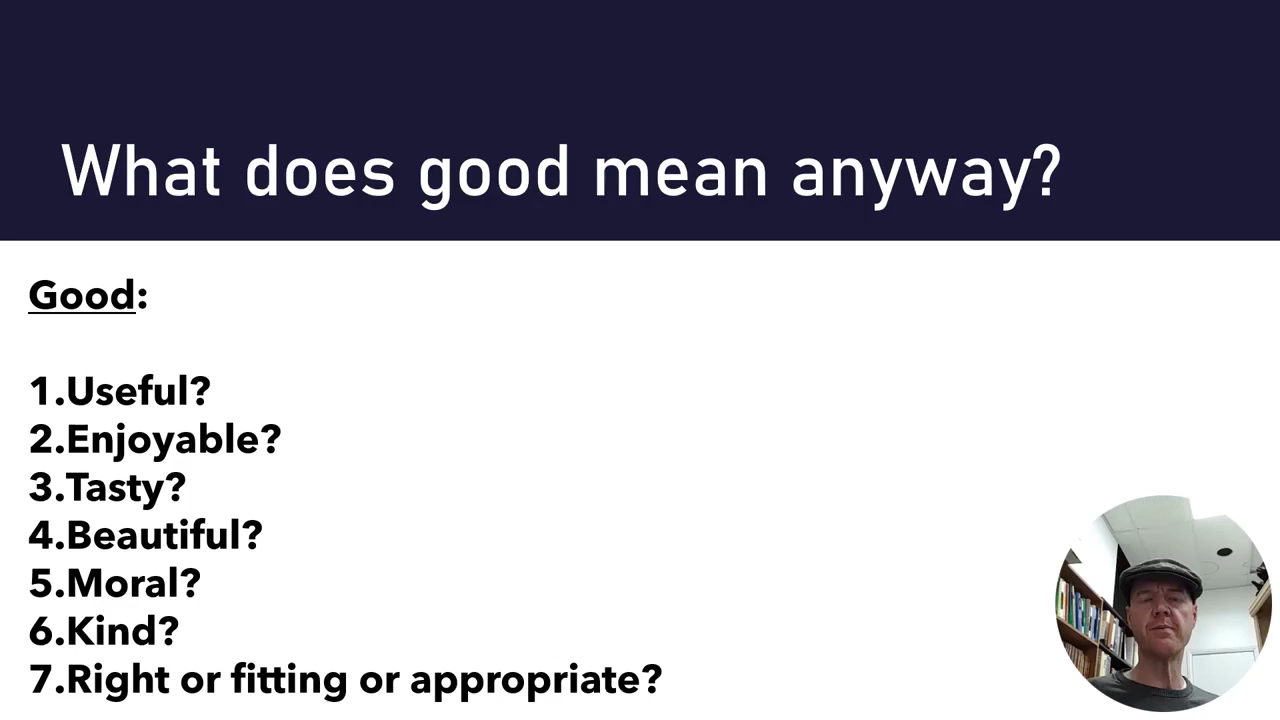 What does good mean anyway?
Good:
1.Useful?
2.Enjoyable?
3.Tasty?
4.Beautiful?
5.Moral?
6.Kind?
7.Right or fitting or appropriate?